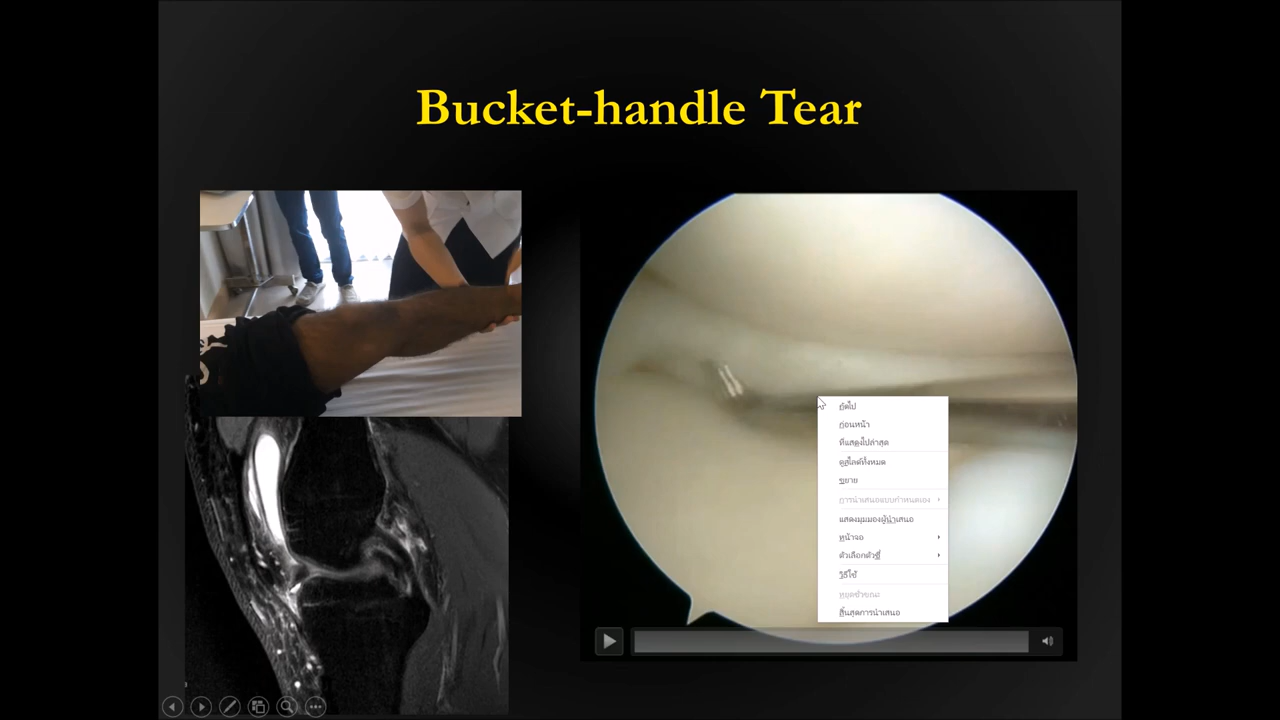 Bucket-handle Tear
ถัดไป
ก่อนหน้า
ที่แสดงไปล่าสุด
ดูสไลด์ทั้งหมด
ขยาย
การนำเสนอแบบกำหนดเอง
แสดงมุมมองผู้นำเสนอ
หน้าจอ
ตัวเลือกตัวชี้
วิธีใช้
หยุดชั่วขณะ
สิ้นสุดการนำเสนอ